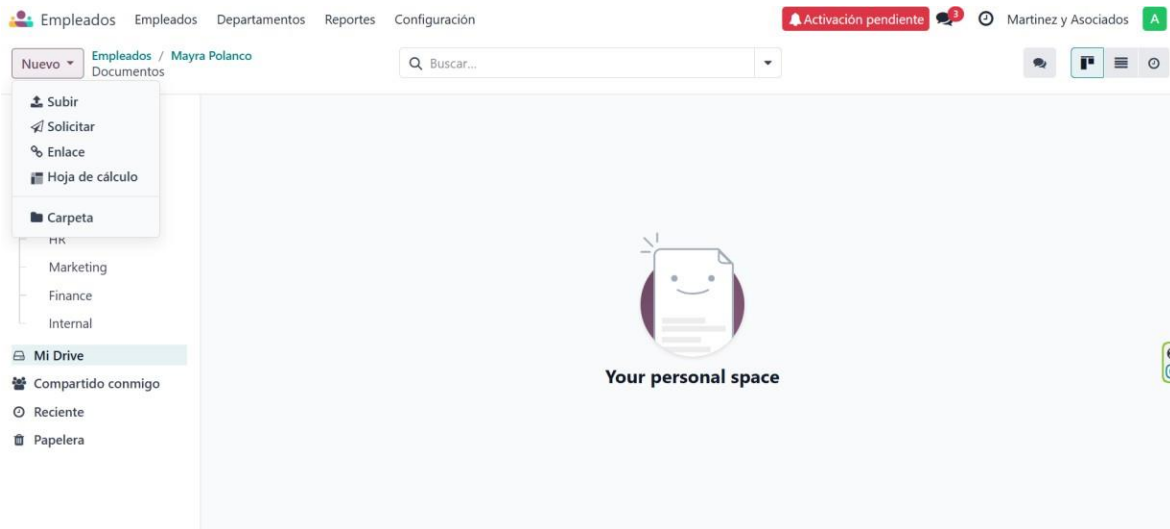 Empleados Empleados Departamentos Reportes Configuración Activación pendiente 3 Martinez y Asociados A
Nuevo Empleados / Mayra Polanco Buscar...
Documentos
Subir
Solicitar
Enlace
Hoja de cálculo
Carpeta
HR
Marketing
Finance
Internal
Mi Drive
Your personal space
Compartido conmigo
Reciente
Papelera